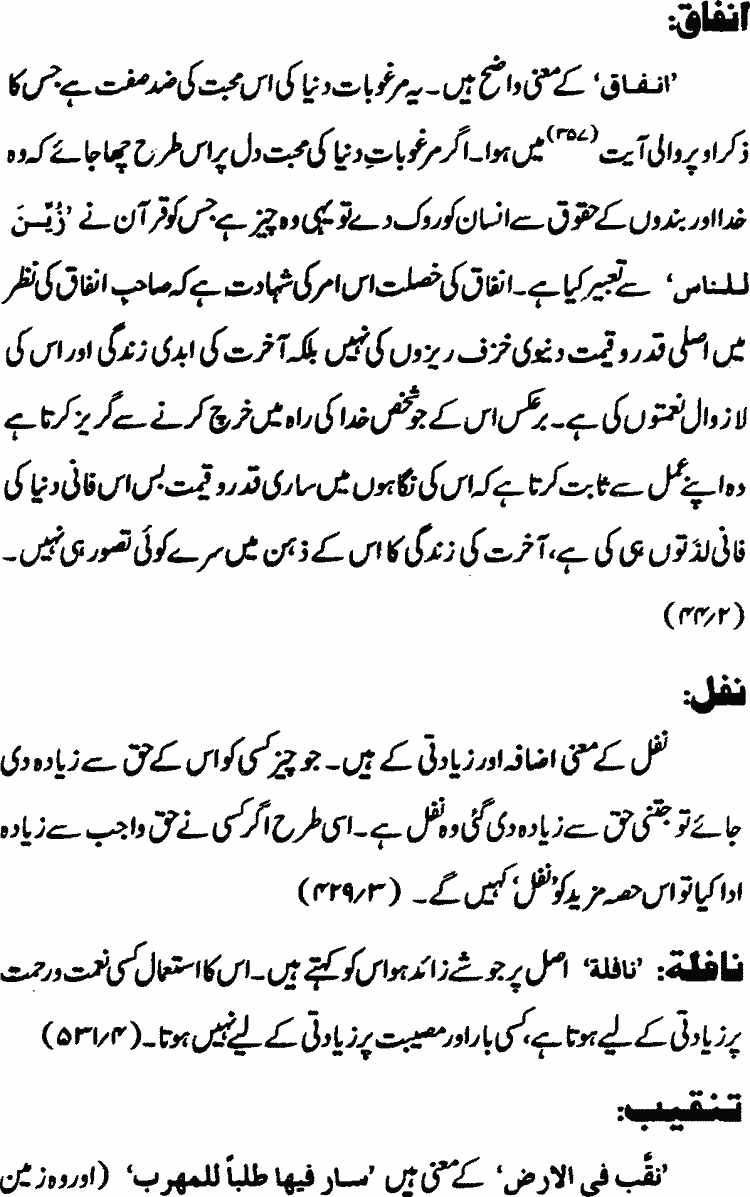 انفاق:
’انفاق‘ کے معنی واضح ہیں۔ یہ مرغوبات دنیا کی اس محبت کی ضد صفت ہے جس کا
ذکر اوپر والی آیت (۳۵۷) میں ہوا۔ اگر مرغوباتِ دنیا کی محبت دل پر اس طرح چھا جائے کہ وہ
خدا اور بندوں کے حقوق سے انسان کو روک دے تو یہی وہ چیز ہے جس کو قرآن نے ’زُیِّنَ
للناس‘ سے تعبیر کیا ہے۔ انفاق کی خصلت اس امر کی شہادت ہے کہ صاحب انفاق کی نظر
میں اصلی قدر و قیمت دنیوی خزف ریزوں کی نہیں بلکہ آخرت کی ابدی زندگی اور اس کی
لازوال نعمتوں کی ہے۔ برعکس اس کے جو شخص خدا کی راہ میں خرچ کرنے سے گریز کرتا ہے
وہ اپنے عمل سے ثابت کرتا ہے کہ اس کی نگاہوں میں ساری قدر و قیمت بس اس فانی دنیا کی
فانی لذتوں ہی کی ہے، آخرت کی زندگی کا اس کے ذہن میں سرے کوئی تصور ہی نہیں۔
(۴۴/۲)
نفل:
نفل کے معنی اضافہ اور زیادتی کے ہیں۔ جو چیز کسی کو اس کے حق سے زیادہ دی
جائے تو جتنی حق سے زیادہ دی گئی وہ نفل ہے۔ اسی طرح اگر کسی نے حق واجب سے زیادہ
ادا کیا تو اس حصہ مزید کو ’نفل‘ کہیں گے۔ (۴۲۹/۳)
نافلة: ’نافلة‘ اصل پر جو شے زائد ہو اس کو کہتے ہیں۔ اس کا استعمال کسی نعمت و رحمت
پر زیادتی کے لیے ہوتا ہے، کسی بار اور مصیبت پر زیادتی کے لیے نہیں ہوتا۔ (۵۳۱/۴)
تنقیب:
’نقَّب فی الارض‘ کے معنی ہیں ’سار فیها طلباً للمهرب‘ (اور وہ زمین